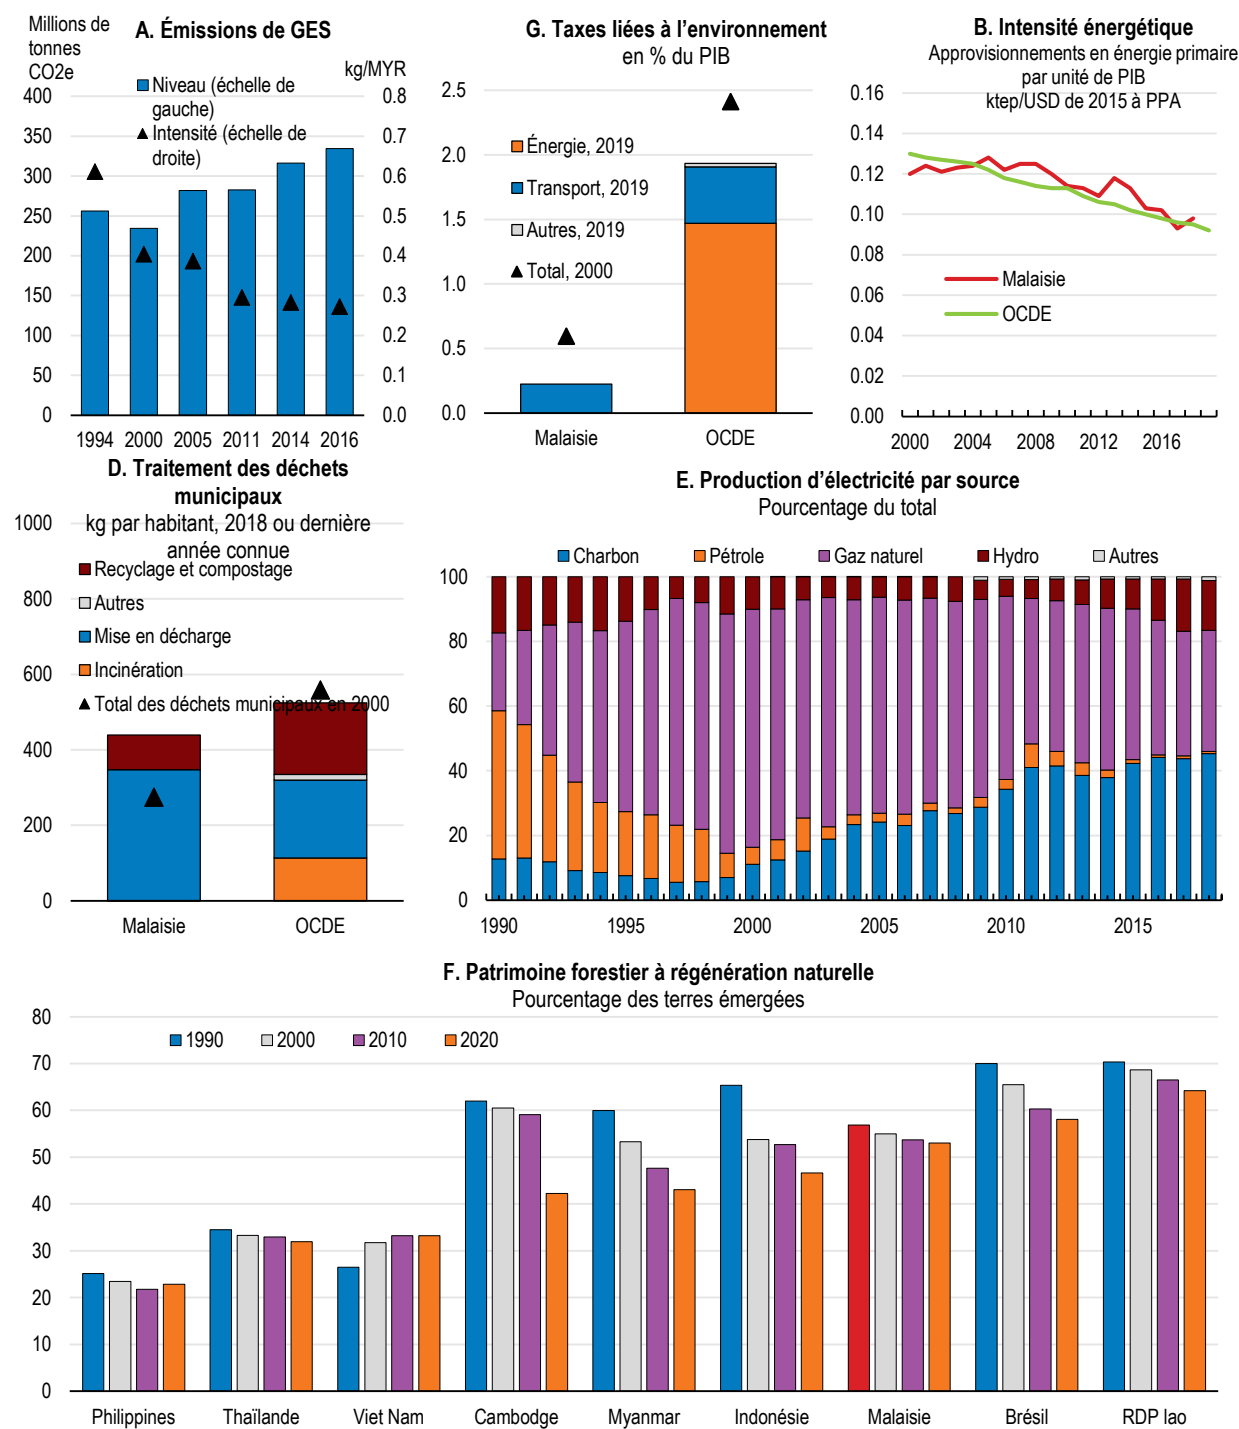 A. Émissions de GES
Millions de
tonnes
CO2e
kg/MYR
Niveau (échelle de
gauche)
Intensité (échelle de
droite)
400
350
300
250
200
150
100
50
0
0.8
0.7
0.6
0.5
0.4
0.3
0.2
0.1
0.0
1994 2000 2005 2011 2014 2016
G. Taxes liées à l’environnement
en % du PIB
2.5
2.0
1.5
1.0
0.5
0.0
Énergie, 2019
Transport, 2019
Autres, 2019
Total, 2000
Malaisie OCDE
B. Intensité énergétique
Approvisionnements en énergie primaire
par unité de PIB
ktep/USD de 2015 à PPA
0.16
0.14
0.12
0.10
0.08
0.06
0.04
0.02
0.00
Malaisie
OCDE
2000 2004 2008 2012 2016
D. Traitement des déchets
municipaux
kg par habitant, 2018 ou dernière
année connue
1000
800
600
400
200
0
Recyclage et compostage
Autres
Mise en décharge
Incinération
Total des déchets municipaux en 2000
Malaisie OCDE
E. Production d’électricité par source
Pourcentage du total
Charbon Pétrole Gaz naturel Hydro Autres
100
80
60
40
20
0
1990 1995 2000 2005 2010 2015
F. Patrimoine forestier à régénération naturelle
Pourcentage des terres émergées
1990 2000 2010 2020
80
70
60
50
40
30
20
10
0
Philippines Thaïlande Viet Nam Cambodge Myanmar Indonésie Malaisie Brésil RDP lao